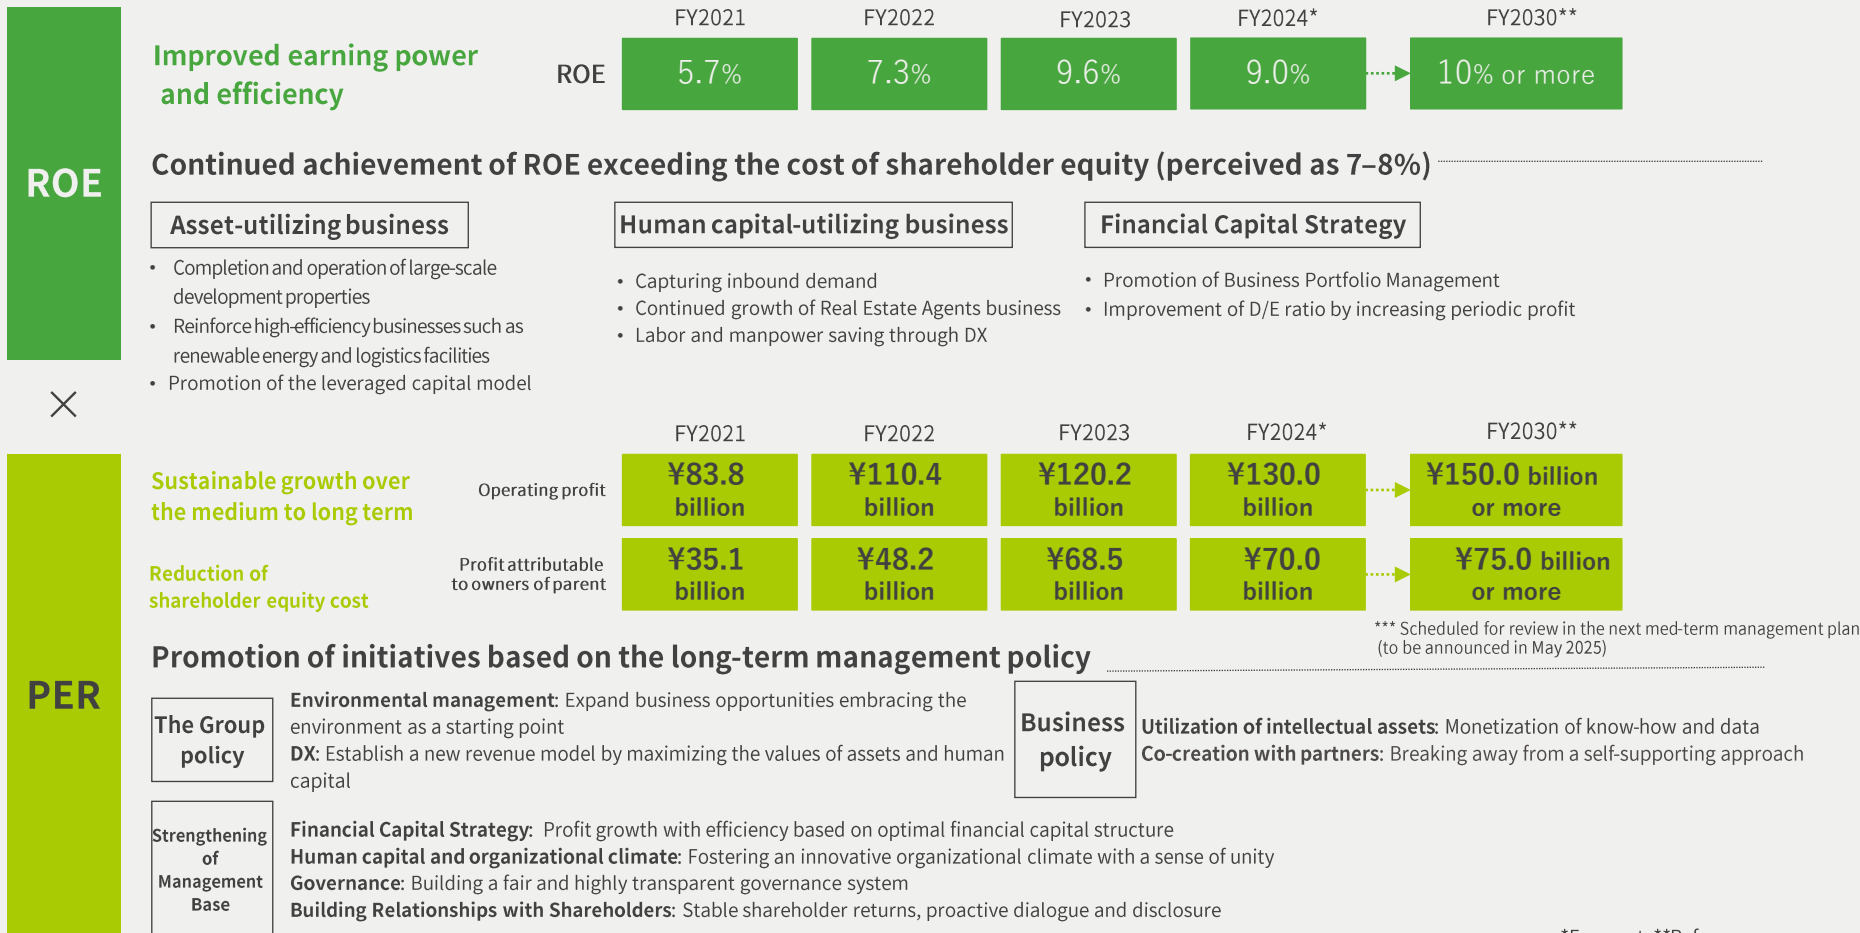 ROE
Improved earning power
and efficiency
FY2021 FY2022 FY2023 FY2024* FY2030**
ROE 5.7% 7.3% 9.6% 9.0% 10% or more
Continued achievement of ROE exceeding the cost of shareholder equity (perceived as 7–8%)
Asset-utilizing business
• Completion and operation of large-scale
development properties
• Reinforce high-efficiency businesses such as
renewable energy and logistics facilities
• Promotion of the leveraged capital model
Human capital-utilizing business
• Capturing inbound demand
• Continued growth of Real Estate Agents business
• Labor and manpower saving through DX
Financial Capital Strategy
• Promotion of Business Portfolio Management
• Improvement of D/E ratio by increasing periodic profit
×
PER
Sustainable growth over
the medium to long term
Reduction of
shareholder equity cost
FY2021 FY2022 FY2023 FY2024* FY2030**
Operating profit
¥83.8 ¥110.4 ¥120.2 ¥130.0 ¥150.0 billion
billion billion billion billion or more
Profit attributable
to owners of parent
¥35.1 ¥48.2 ¥68.5 ¥70.0 ¥75.0 billion
billion billion billion billion or more
*** Scheduled for review in the next med-term management plan
(to be announced in May 2025)
Promotion of initiatives based on the long-term management policy
The Group
policy
Environmental management: Expand business opportunities embracing the
environment as a starting point
DX: Establish a new revenue model by maximizing the values of assets and human
capital
Business
policy
Utilization of intellectual assets: Monetization of know-how and data
Co-creation with partners: Breaking away from a self-supporting approach
Strengthening
of
Management
Base
Financial Capital Strategy: Profit growth with efficiency based on optimal financial capital structure
Human capital and organizational climate: Fostering an innovative organizational climate with a sense of unity
Governance: Building a fair and highly transparent governance system
Building Relationships with Shareholders: Stable shareholder returns, proactive dialogue and disclosure